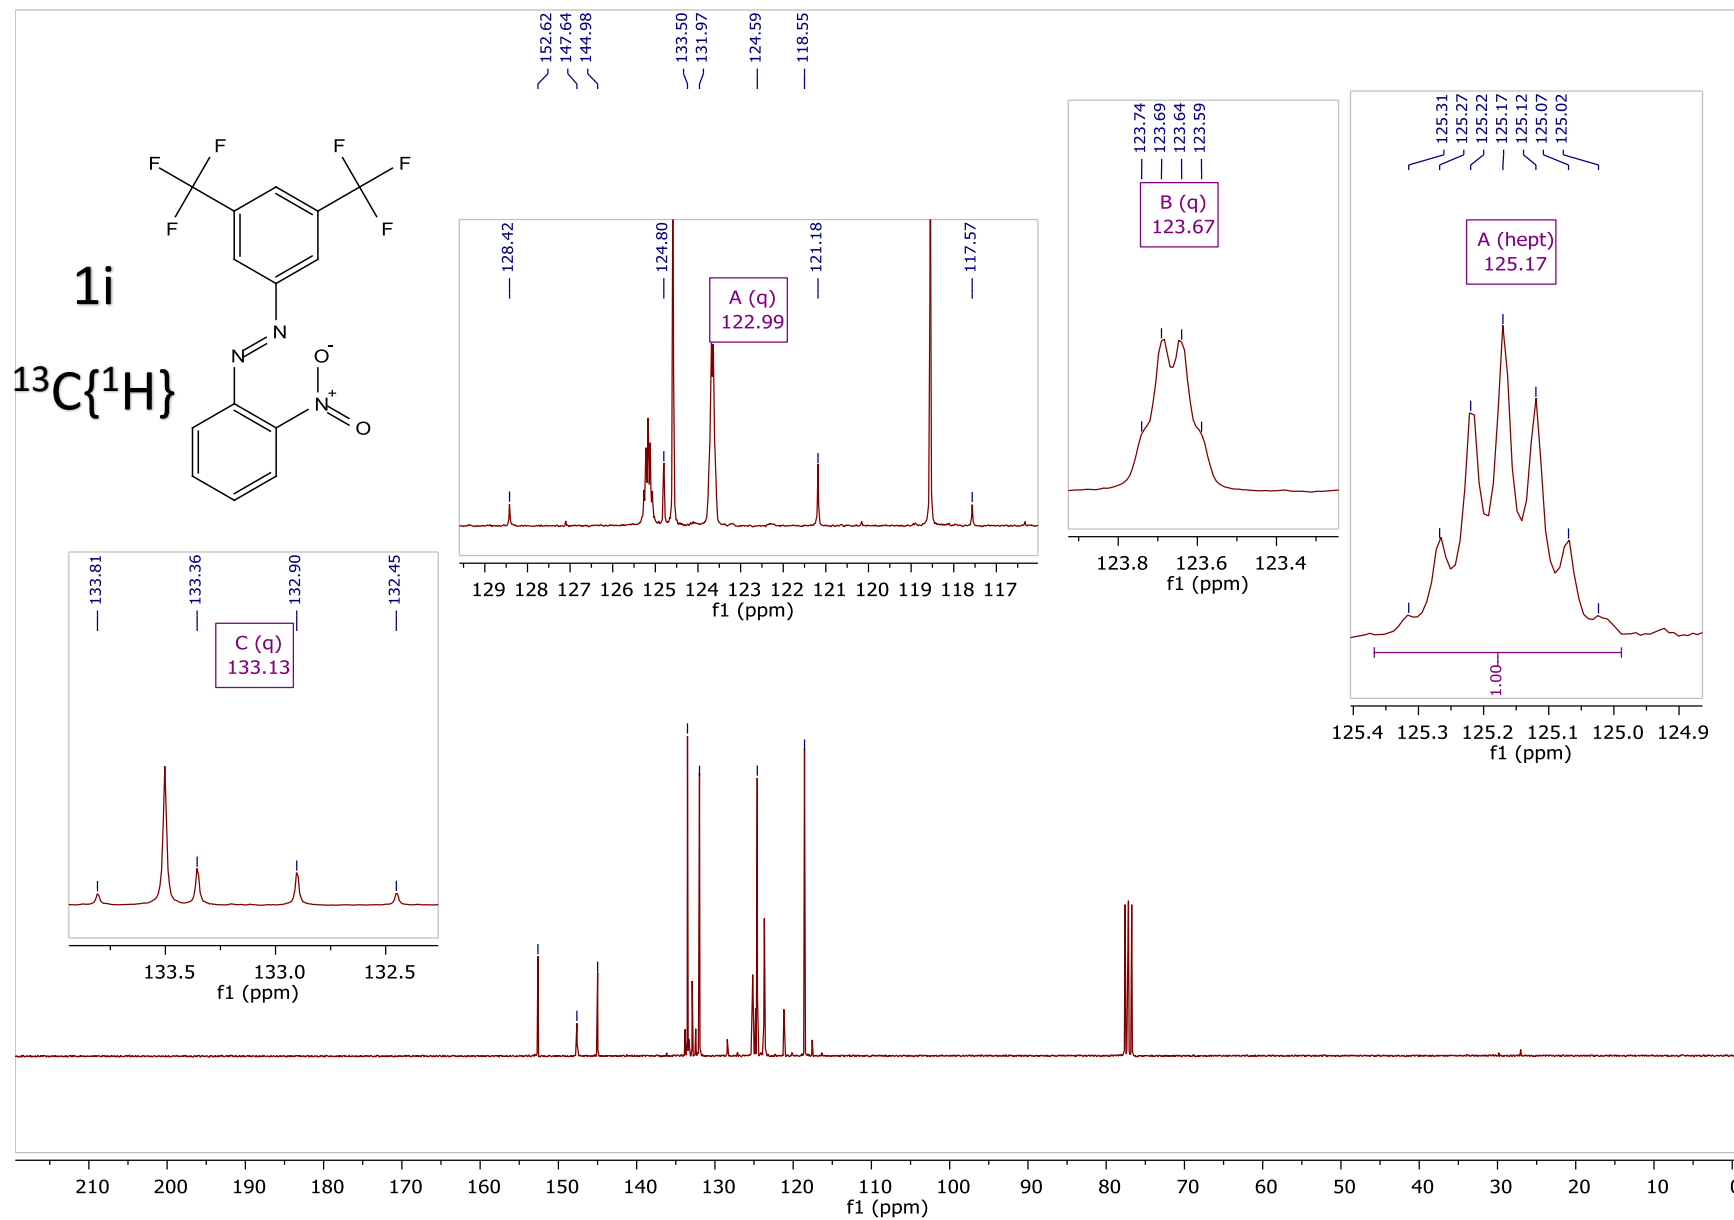 152.62
147.64
144.98
133.50
131.97
124.59
118.55
F
F
F
F
F
F
N
N
O-
N+
O
1i
13C{1H}
128.42
124.80
121.18
117.57
A (q)
122.99
129 128 127 126 125 124 123 122 121 120 119 118 117
f1 (ppm)
123.74
123.69
123.64
123.59
B (q)
123.67
123.8 123.6 123.4
f1 (ppm)
125.31
125.27
125.22
125.17
125.12
125.07
125.02
A (hept)
125.17
1.00
125.4 125.3 125.2 125.1 125.0 124.9
f1 (ppm)
133.81
133.36
132.90
132.45
C (q)
133.13
133.5 133.0 132.5
f1 (ppm)
210 200 190 180 170 160 150 140 130 120 110 100 90 80 70 60 50 40 30 20 10 0
f1 (ppm)